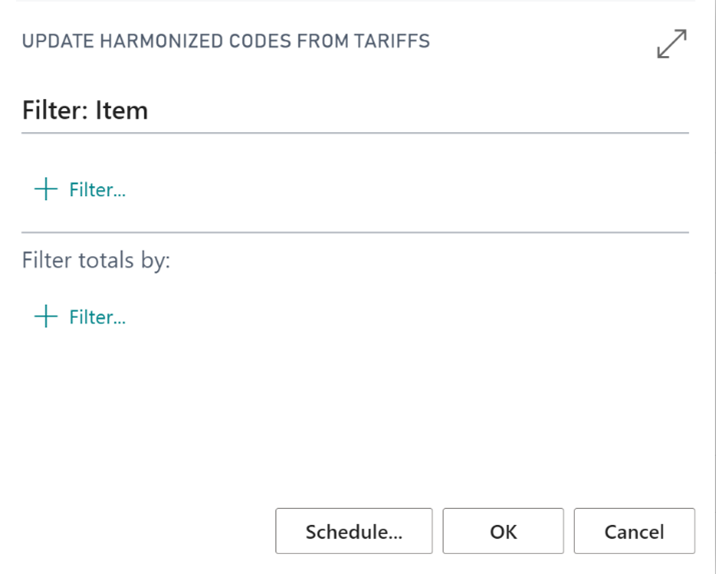 UPDATE HARMONIZED CODES FROM TARIFFS
Filter: Item
Filter...
Filter totals by:
Filter...
Schedule... OK Cancel